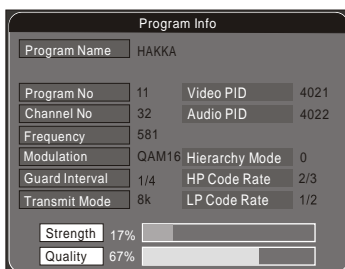 Program Info
Program Name HAKKA
Program No 11 Video PID 4021
Channel No 32 Audio PID 4022
Frequency 581
Modulation QAM16 Hierarchy Mode 0
Guard Interval 1/4 HP Code Rate 2/3
Transmit Mode 8k LP Code Rate 1/2
Strength 17%
Quality 67%